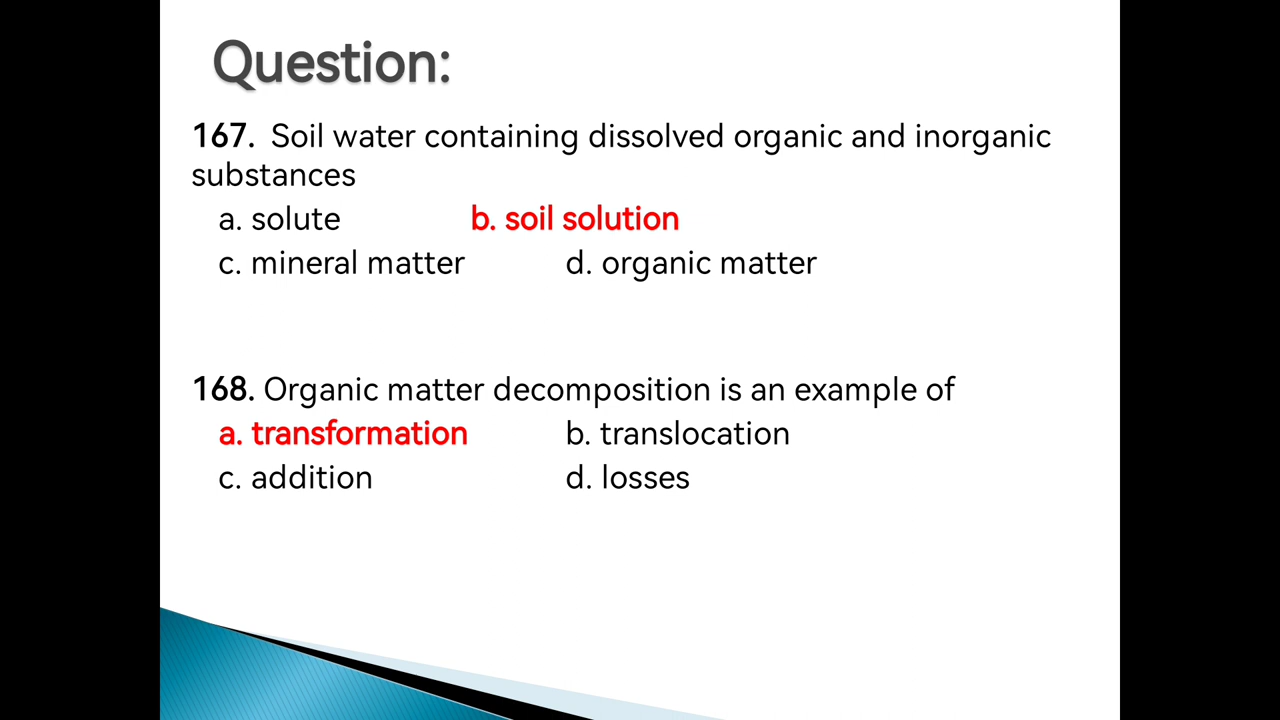 Question:
167. Soil water containing dissolved organic and inorganic
substances
a. solute b. soil solution
c. mineral matter d. organic matter
168. Organic matter decomposition is an example of
a. transformation b. translocation
c. addition d. losses